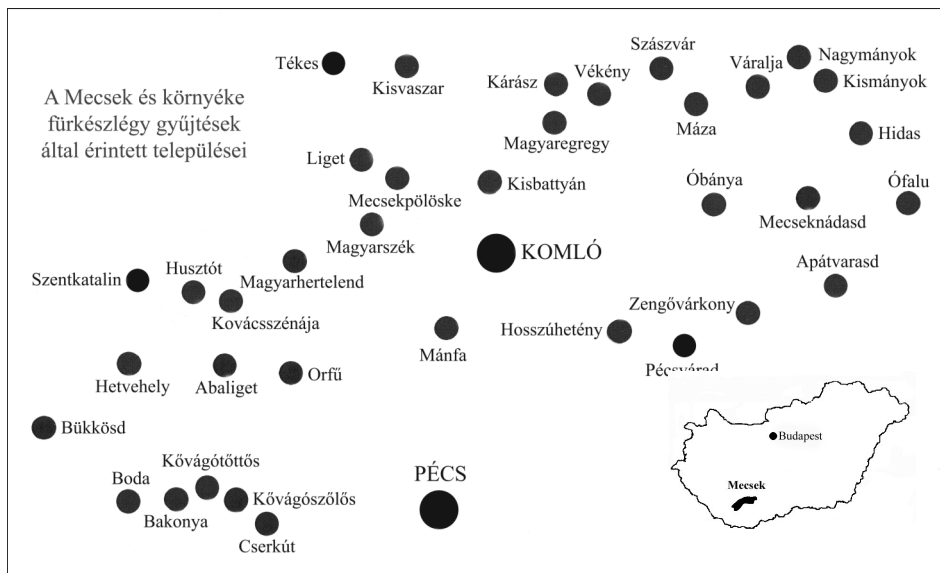 A Mecsek és környéke
fürkészlégy gyűjtések
által érintett települései
Tékes
Kisvaszar
Szászvár
Nagymányok
Kárász
Vékény
Váralja
Kismányok
Máza
Magyaregregy
Hidas
Liget
Mecsekpölöske
Kisbattyán
Óbánya
Ófalu
Mecseknádasd
Magyarszék
KOMLÓ
Szentkatalin
Husztót
Magyarhertelend
Apátvarasd
Kovácsszénája
Zengővárkony
Hosszúhetény
Mánfa
Pécsvárad
Hetvehely
Abaliget
Orfű
Bükkösd
Budapest
Kővágótöttős
PÉCS
Boda
Mecsek
Kővágószőlős
Bakonya
Cserkút